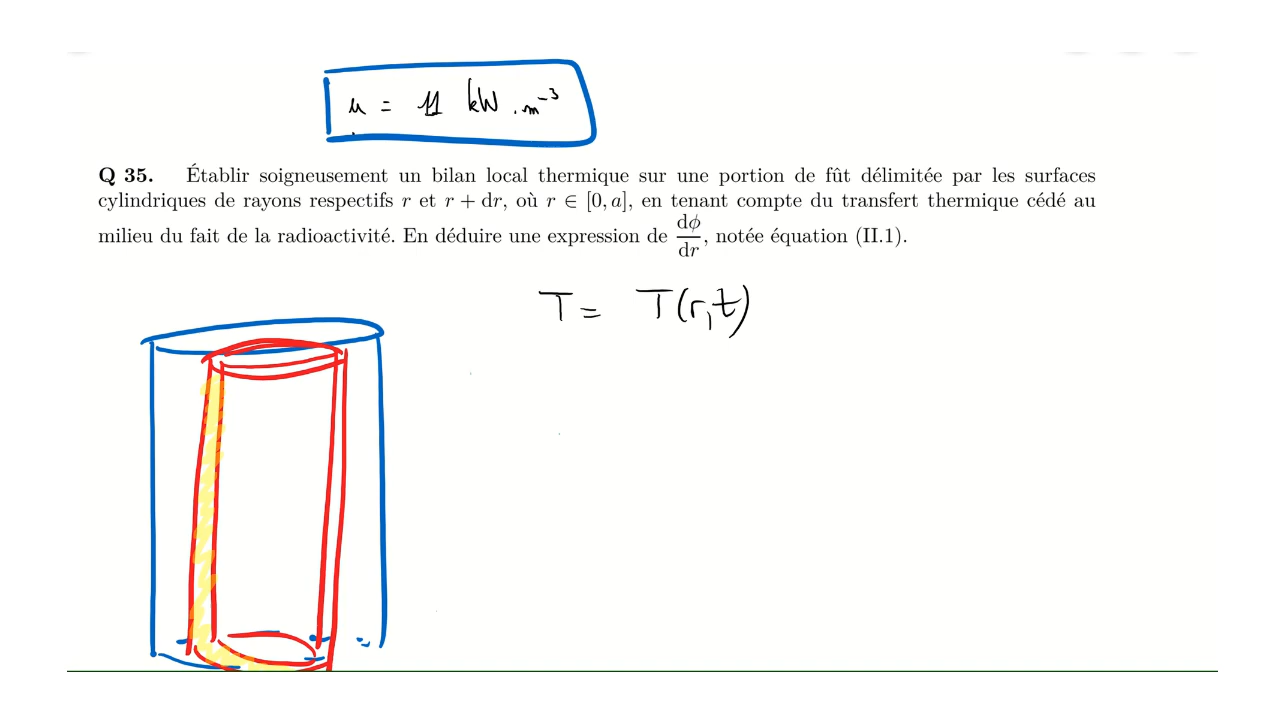 u = 11 kW.m⁻³
Q 35. Établir soigneusement un bilan local thermique sur une portion de fût délimitée par les surfaces
cylindriques de rayons respectifs r et r + dr, où r ∈ [0, a], en tenant compte du transfert thermique cédé au
milieu du fait de la radioactivité. En déduire une expression de dϕ/dr, notée équation (II.1).
T = T(r,t)